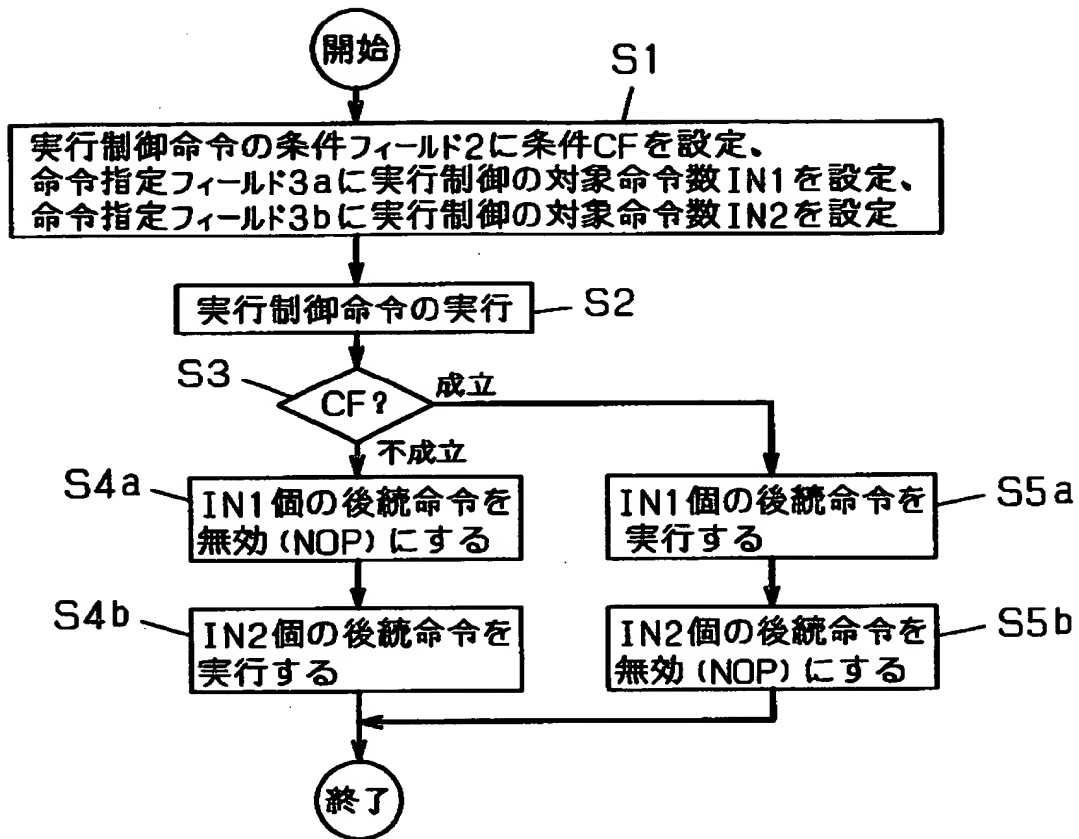 開始
S1
実行制御命令の条件フィールド2に条件CFを設定、
命令指定フィールド3aに実行制御の対象命令数IN1を設定、
命令指定フィールド3bに実行制御の対象命令数IN2を設定
実行制御命令の実行
S2
S3
CF?
成立
不成立
S4a
IN1個の後続命令を
無効(NOP)にする
S5a
IN1個の後続命令を
実行する
S4b
IN2個の後続命令を
実行する
S5b
IN2個の後続命令を
無効(NOP)にする
終了